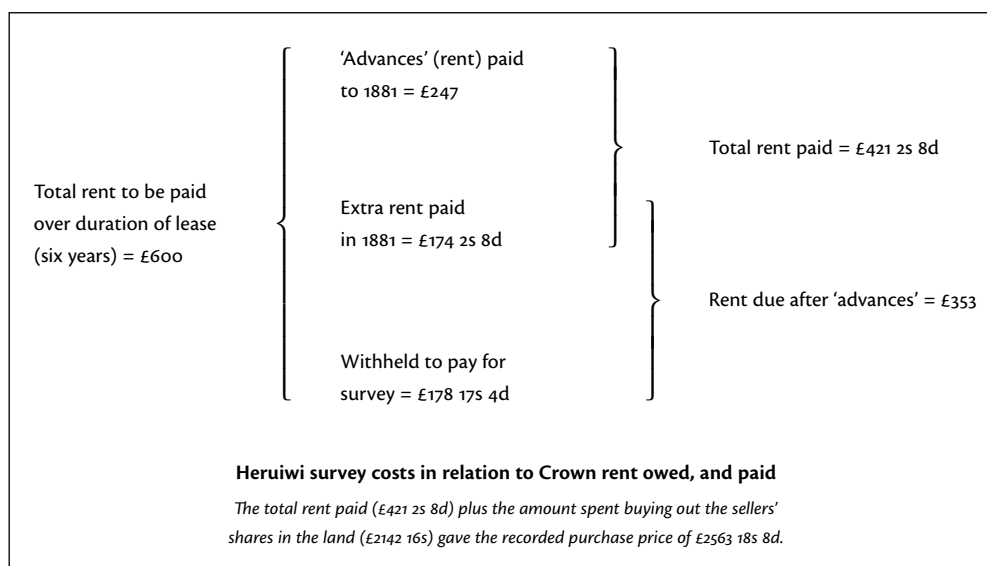 ‘Advances’ (rent) paid
to 1881 = £247
Total rent paid = £421 2s 8d
Total rent to be paid
over duration of lease
(six years) = £600
Extra rent paid
in 1881 = £174 2s 8d
Rent due after ‘advances’ = £353
Withheld to pay for
survey = £178 17s 4d
Heruiwi survey costs in relation to Crown rent owed, and paid
The total rent paid (£421 2s 8d) plus the amount spent buying out the sellers’
shares in the land (£2142 16s) gave the recorded purchase price of £2563 18s 8d.